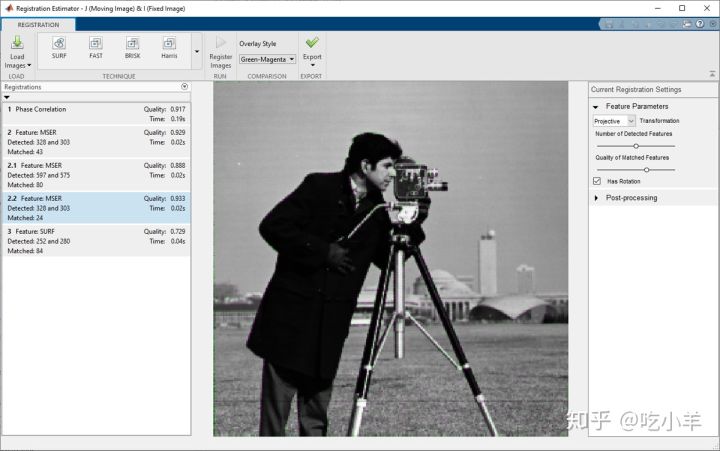 Registration Estimator - J (Moving Image) & I (Fixed Image)
REGISTRATION
Load Images
SURF
FAST
BRISK
Harris
Register Images
Overlay Style
Green-Magenta
Export
LOAD
TECHNIQUE
RUN
COMPARISON
EXPORT
Registrations
1 Phase Correlation Quality: 0.917
Time: 0.19s
2 Feature: MSER Quality: 0.929
Detected: 328 and 303 Time: 0.02s
Matched: 43
2.1 Feature: MSER Quality: 0.888
Detected: 597 and 575 Time: 0.02s
Matched: 80
2.2 Feature: MSER Quality: 0.933
Detected: 328 and 303 Time: 0.02s
Matched: 24
3 Feature: SURF Quality: 0.729
Detected: 252 and 280 Time: 0.04s
Matched: 84
Current Registration Settings
Feature Parameters
Projective Transformation
Number of Detected Features
Quality of Matched Features
Has Rotation
Post-processing
知乎 @吃小羊